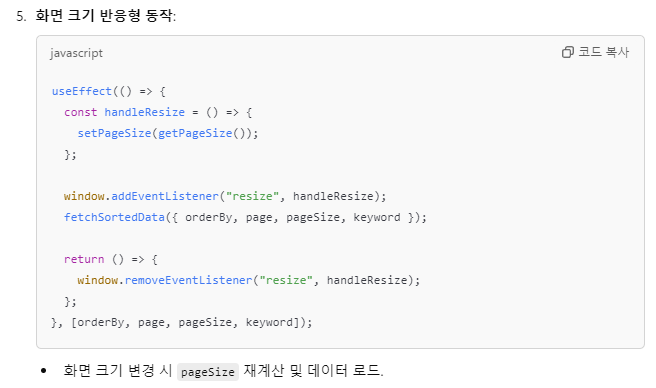 5. 화면 크기 반응형 동작:
javascript
코드 복사
useEffect(() => {
  const handleResize = () => {
    setPageSize(getPageSize());
  };

  window.addEventListener("resize", handleResize);
  fetchSortedData({ orderBy, page, pageSize, keyword });

  return () => {
    window.removeEventListener("resize", handleResize);
  };
}, [orderBy, page, pageSize, keyword]);
• 화면 크기 변경 시 pageSize 재계산 및 데이터 로드.